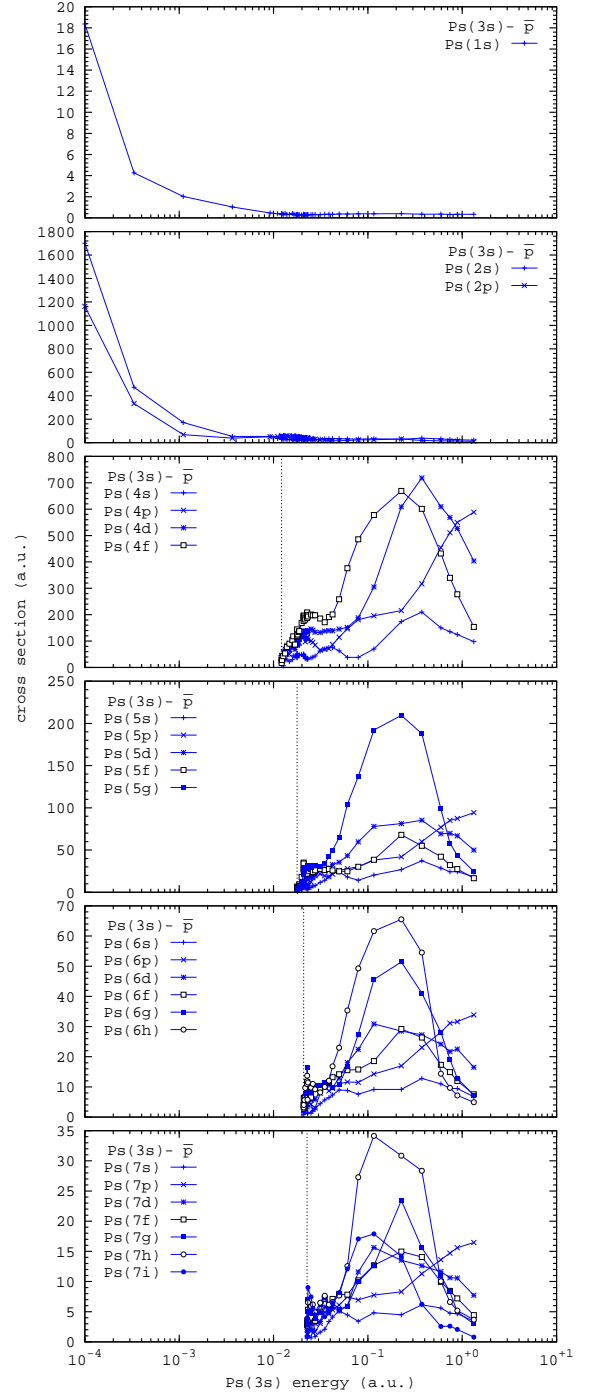 20
18
16
14
12
10
8
6
4
2
0
Ps(3s)- p̅
Ps(1s)
1800
1600
1400
1200
1000
800
600
400
200
0
Ps(3s)- p̅
Ps(2s)
Ps(2p)
800
700
600
500
400
300
200
100
0
Ps(3s)- p̅
Ps(4s)
Ps(4p)
Ps(4d)
Ps(4f)
cross section (a.u.)
250
200
150
100
50
0
Ps(3s)- p̅
Ps(5s)
Ps(5p)
Ps(5d)
Ps(5f)
Ps(5g)
70
60
50
40
30
20
10
0
Ps(3s)- p̅
Ps(6s)
Ps(6p)
Ps(6d)
Ps(6f)
Ps(6g)
Ps(6h)
35
30
25
20
15
10
5
0
Ps(3s)- p̅
Ps(7s)
Ps(7p)
Ps(7d)
Ps(7f)
Ps(7g)
Ps(7h)
Ps(7i)
10⁻⁴ 10⁻³ 10⁻² 10⁻¹ 10⁰ 10⁺¹
Ps(3s) energy (a.u.)